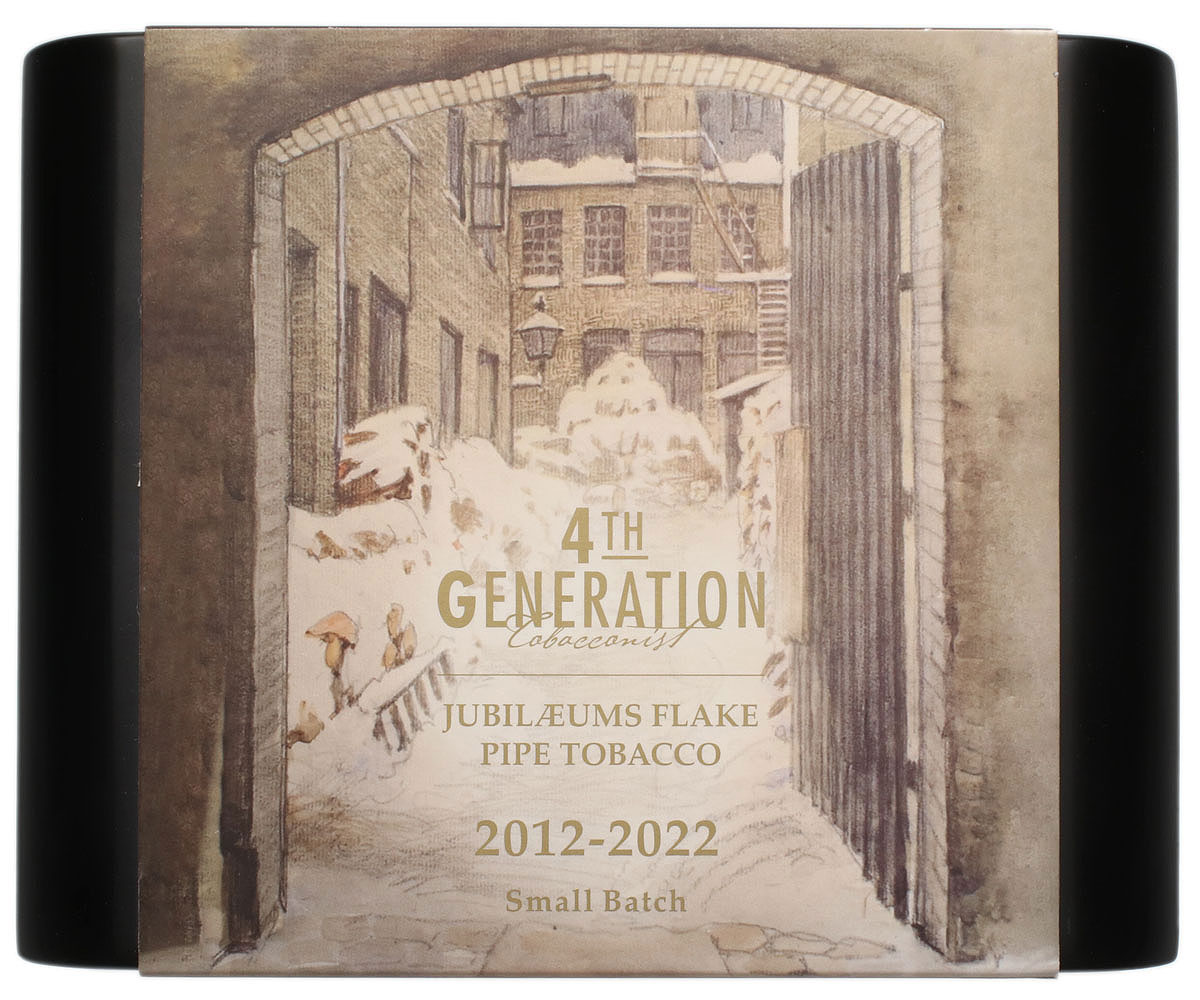 4TH
GENERATION
Tobacconist
JUBILÆUMS FLAKE
PIPE TOBACCO
2012-2022
Small Batch